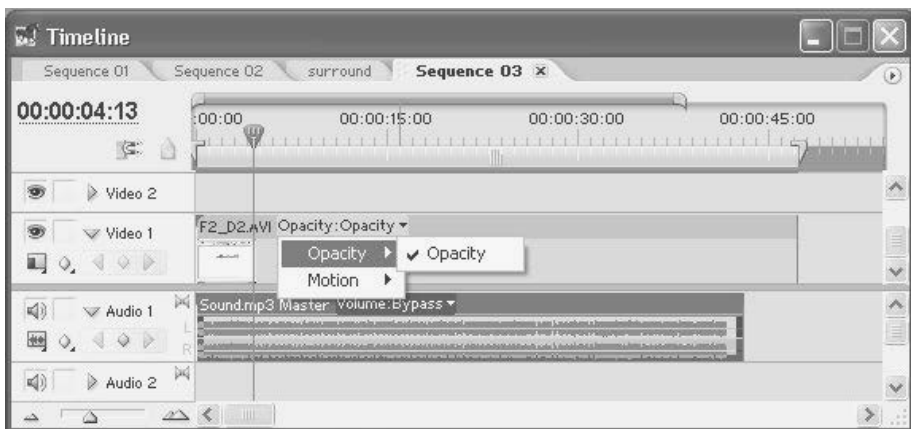 Timeline
Sequence 01 Sequence 02 surround Sequence 03
00:00:04:13
:00:00 00:00:15:00 00:00:30:00 00:00:45:00
Video 2
Video 1
F2_D2.AVI Opacity:Opacity
Opacity Opacity
Motion
Audio 1
Sound.mp3 Master Volume:Bypass
L
R
Audio 2